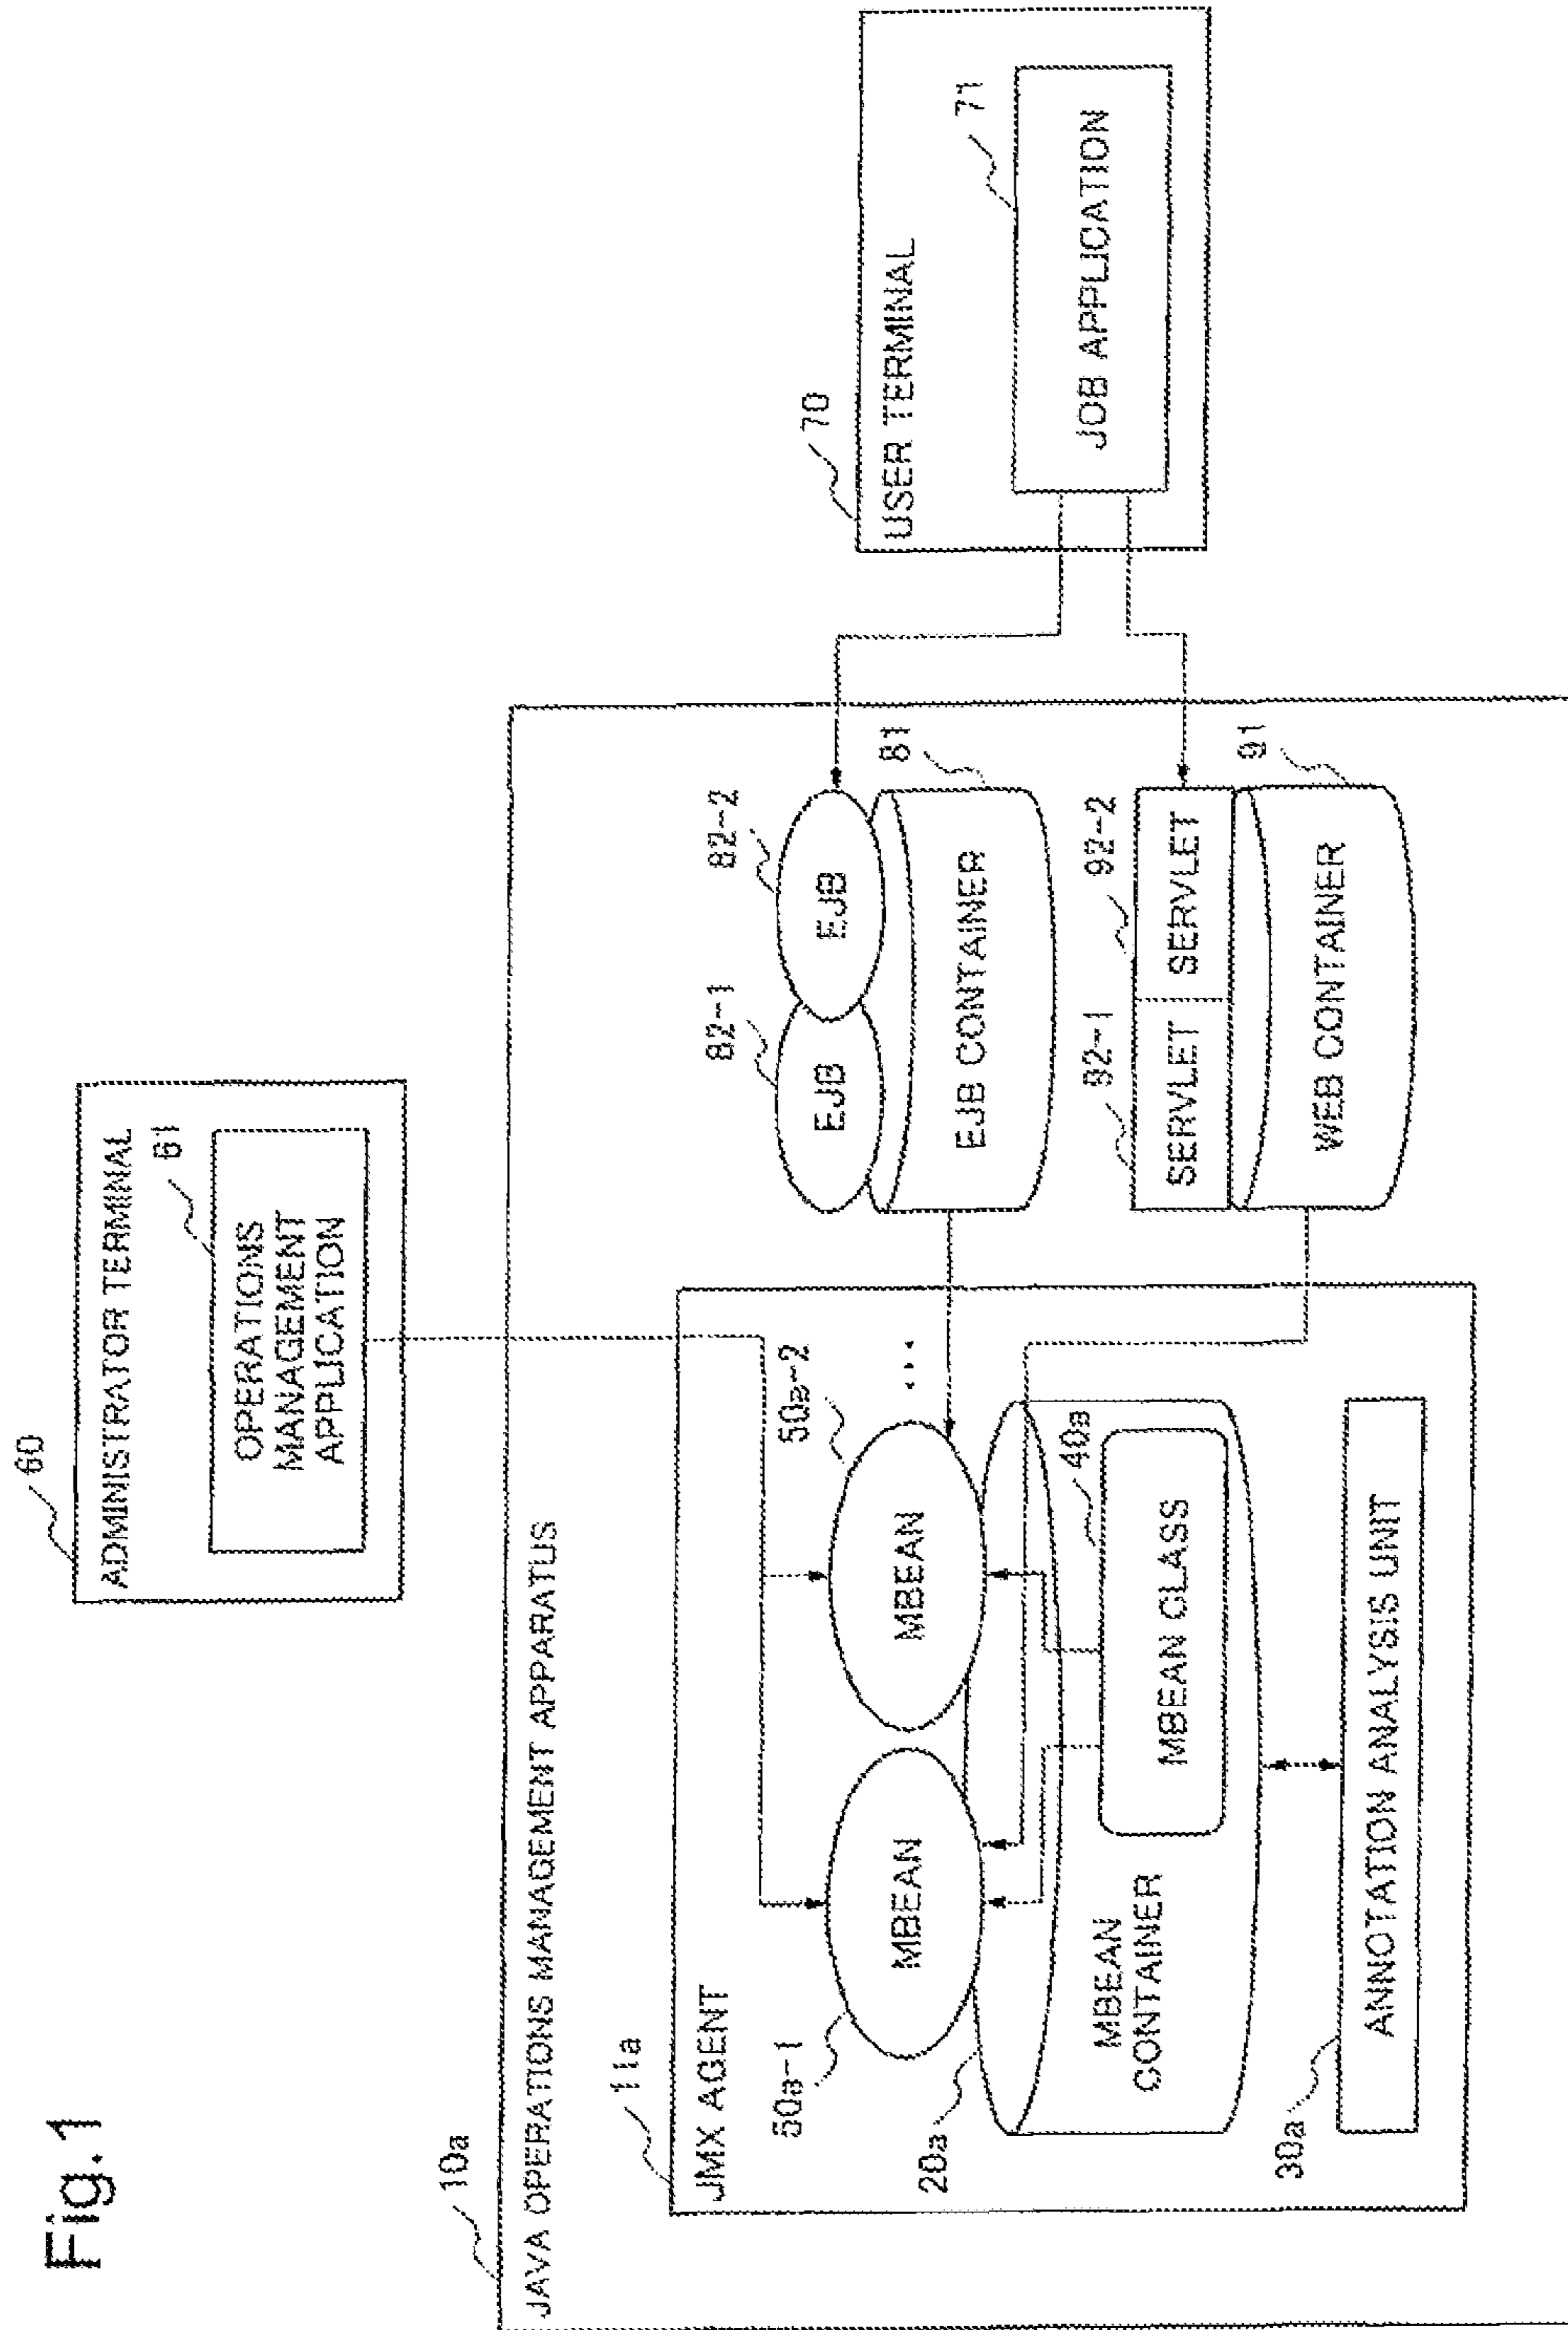 Fig.1
60
ADMINISTRATOR TERMINAL
61
OPERATIONS
MANAGEMENT
APPLICATION
10a
JAVA OPERATIONS MANAGEMENT APPARATUS
11a
JMX AGENT
50a-1
MBEAN
50a-2
MBEAN
...
20a
MBEAN
CONTAINER
40a
MBEAN CLASS
30a
ANNOTATION ANALYSIS UNIT
82-1
EJB
82-2
EJB
81
EJB CONTAINER
92-1
SERVLET
92-2
SERVLET
91
WEB CONTAINER
70
USER TERMINAL
71
JOB APPLICATION